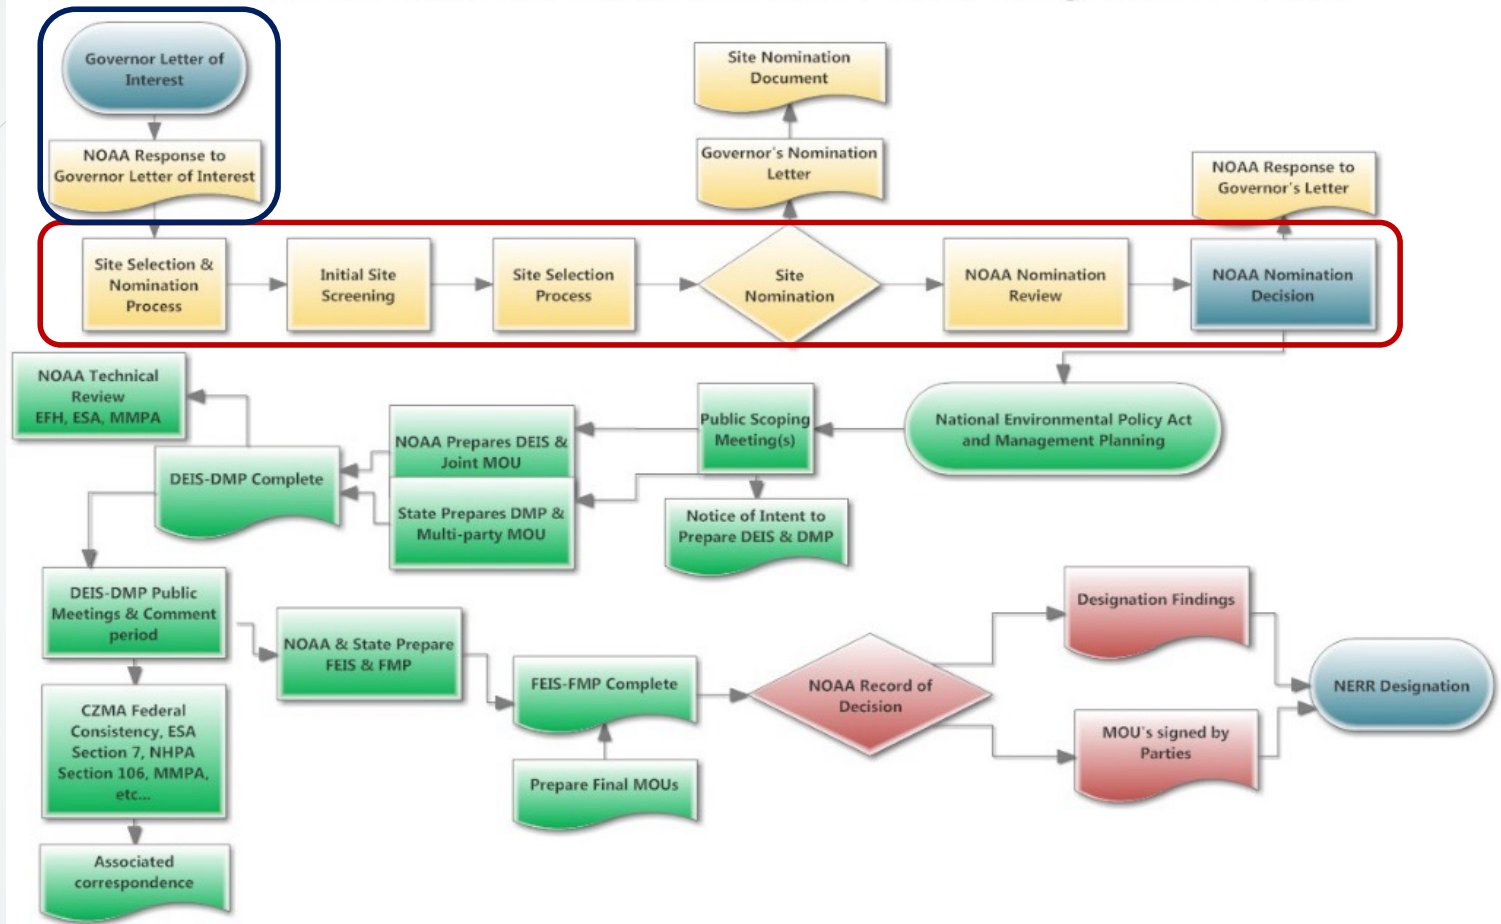 Governor Letter of
Interest
NOAA Response to
Governor Letter of Interest
Site Nomination
Document
Governor's Nomination
Letter
NOAA Response to
Governor's Letter
Site Selection &
Nomination
Process
Initial Site
Screening
Site Selection
Process
Site
Nomination
NOAA Nomination
Review
NOAA Nomination
Decision
NOAA Technical
Review
EFH, ESA, MMPA
NOAA Prepares DEIS &
Joint MOU
Public Scoping
Meeting(s)
National Environmental Policy Act
and Management Planning
DEIS-DMP Complete
State Prepares DMP &
Multi-party MOU
Notice of Intent to
Prepare DEIS & DMP
DEIS-DMP Public
Meetings & Comment
period
NOAA & State Prepare
FEIS & FMP
FEIS-FMP Complete
NOAA Record of
Decision
Designation Findings
NERR Designation
MOU's signed by
Parties
CZMA Federal
Consistency, ESA
Section 7, NHPA
Section 106, MMPA,
etc...
Prepare Final MOUs
Associated
correspondence